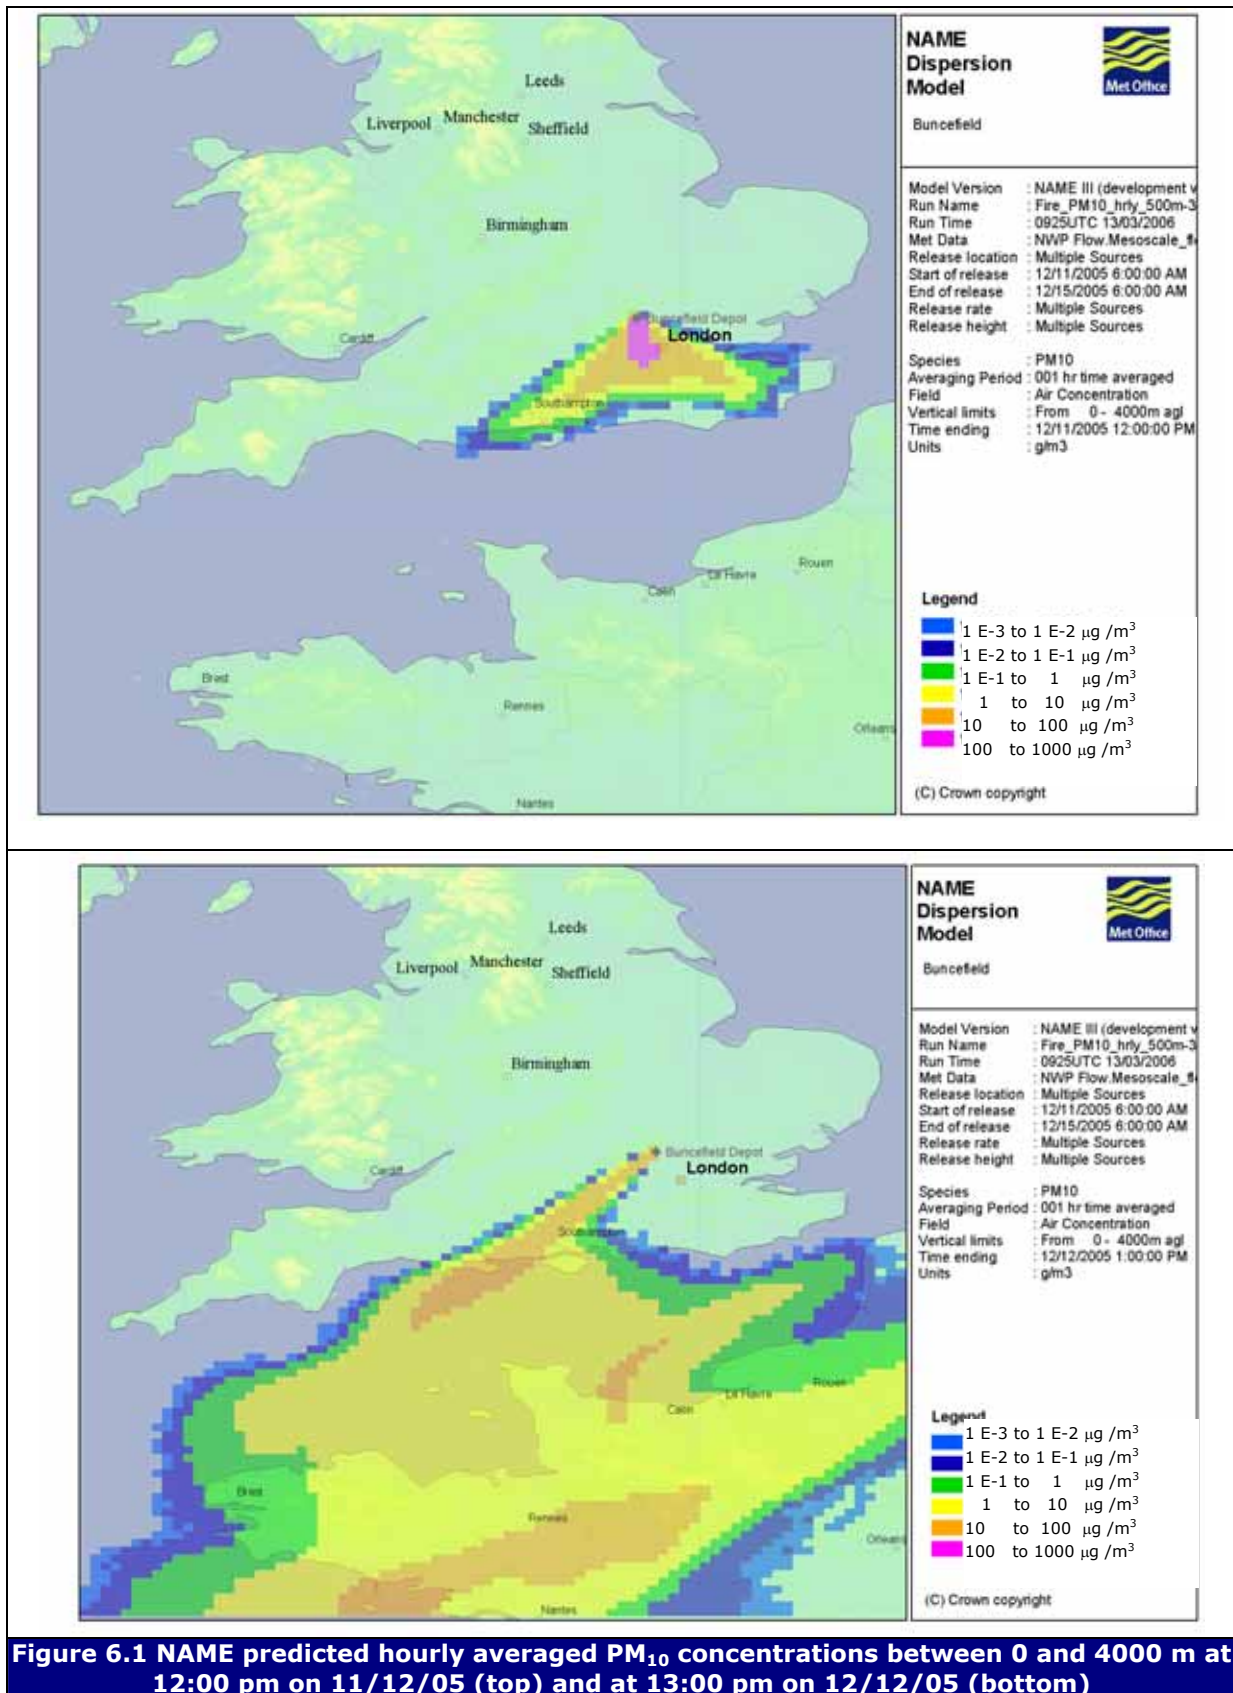 NAME
Dispersion
Model
Met Office
Buncefield
Model Version : NAME III (development v
Run Name : Fire_PM10_hrly_500m-3
Run Time : 0925UTC 13/03/2006
Met Data : NWP Flow.Mesoscale_fl
Release location : Multiple Sources
Start of release : 12/11/2005 6:00:00 AM
End of release : 12/15/2005 6:00:00 AM
Release rate : Multiple Sources
Release height : Multiple Sources
Species : PM10
Averaging Period : 001 hr time averaged
Field : Air Concentration
Vertical limits : From 0 - 4000m agl
Time ending : 12/11/2005 12:00:00 PM
Units : g/m3
Legend
1 E-3 to 1 E-2 µg /m³
1 E-2 to 1 E-1 µg /m³
1 E-1 to 1 µg /m³
1 to 10 µg /m³
10 to 100 µg /m³
100 to 1000 µg /m³
(C) Crown copyright
Leeds
Liverpool Manchester Sheffield
Birmingham
Buncefield Depot
London
Cardiff
Southampton
Rouen
Le Havre
Caen
Brest
Rennes
Orleans
Nantes
NAME
Dispersion
Model
Met Office
Buncefield
Model Version : NAME III (development v
Run Name : Fire_PM10_hrly_500m-3
Run Time : 0925UTC 13/03/2006
Met Data : NWP Flow.Mesoscale_fl
Release location : Multiple Sources
Start of release : 12/11/2005 6:00:00 AM
End of release : 12/15/2005 6:00:00 AM
Release rate : Multiple Sources
Release height : Multiple Sources
Species : PM10
Averaging Period : 001 hr time averaged
Field : Air Concentration
Vertical limits : From 0 - 4000m agl
Time ending : 12/12/2005 1:00:00 PM
Units : g/m3
Legend
1 E-3 to 1 E-2 µg /m³
1 E-2 to 1 E-1 µg /m³
1 E-1 to 1 µg /m³
1 to 10 µg /m³
10 to 100 µg /m³
100 to 1000 µg /m³
(C) Crown copyright
Leeds
Liverpool Manchester Sheffield
Birmingham
Buncefield Depot
London
Cardiff
Southampton
Rouen
Le Havre
Caen
Brest
Rennes
Orleans
Nantes
Figure 6.1 NAME predicted hourly averaged PM₁₀ concentrations between 0 and 4000 m at
12:00 pm on 11/12/05 (top) and at 13:00 pm on 12/12/05 (bottom)